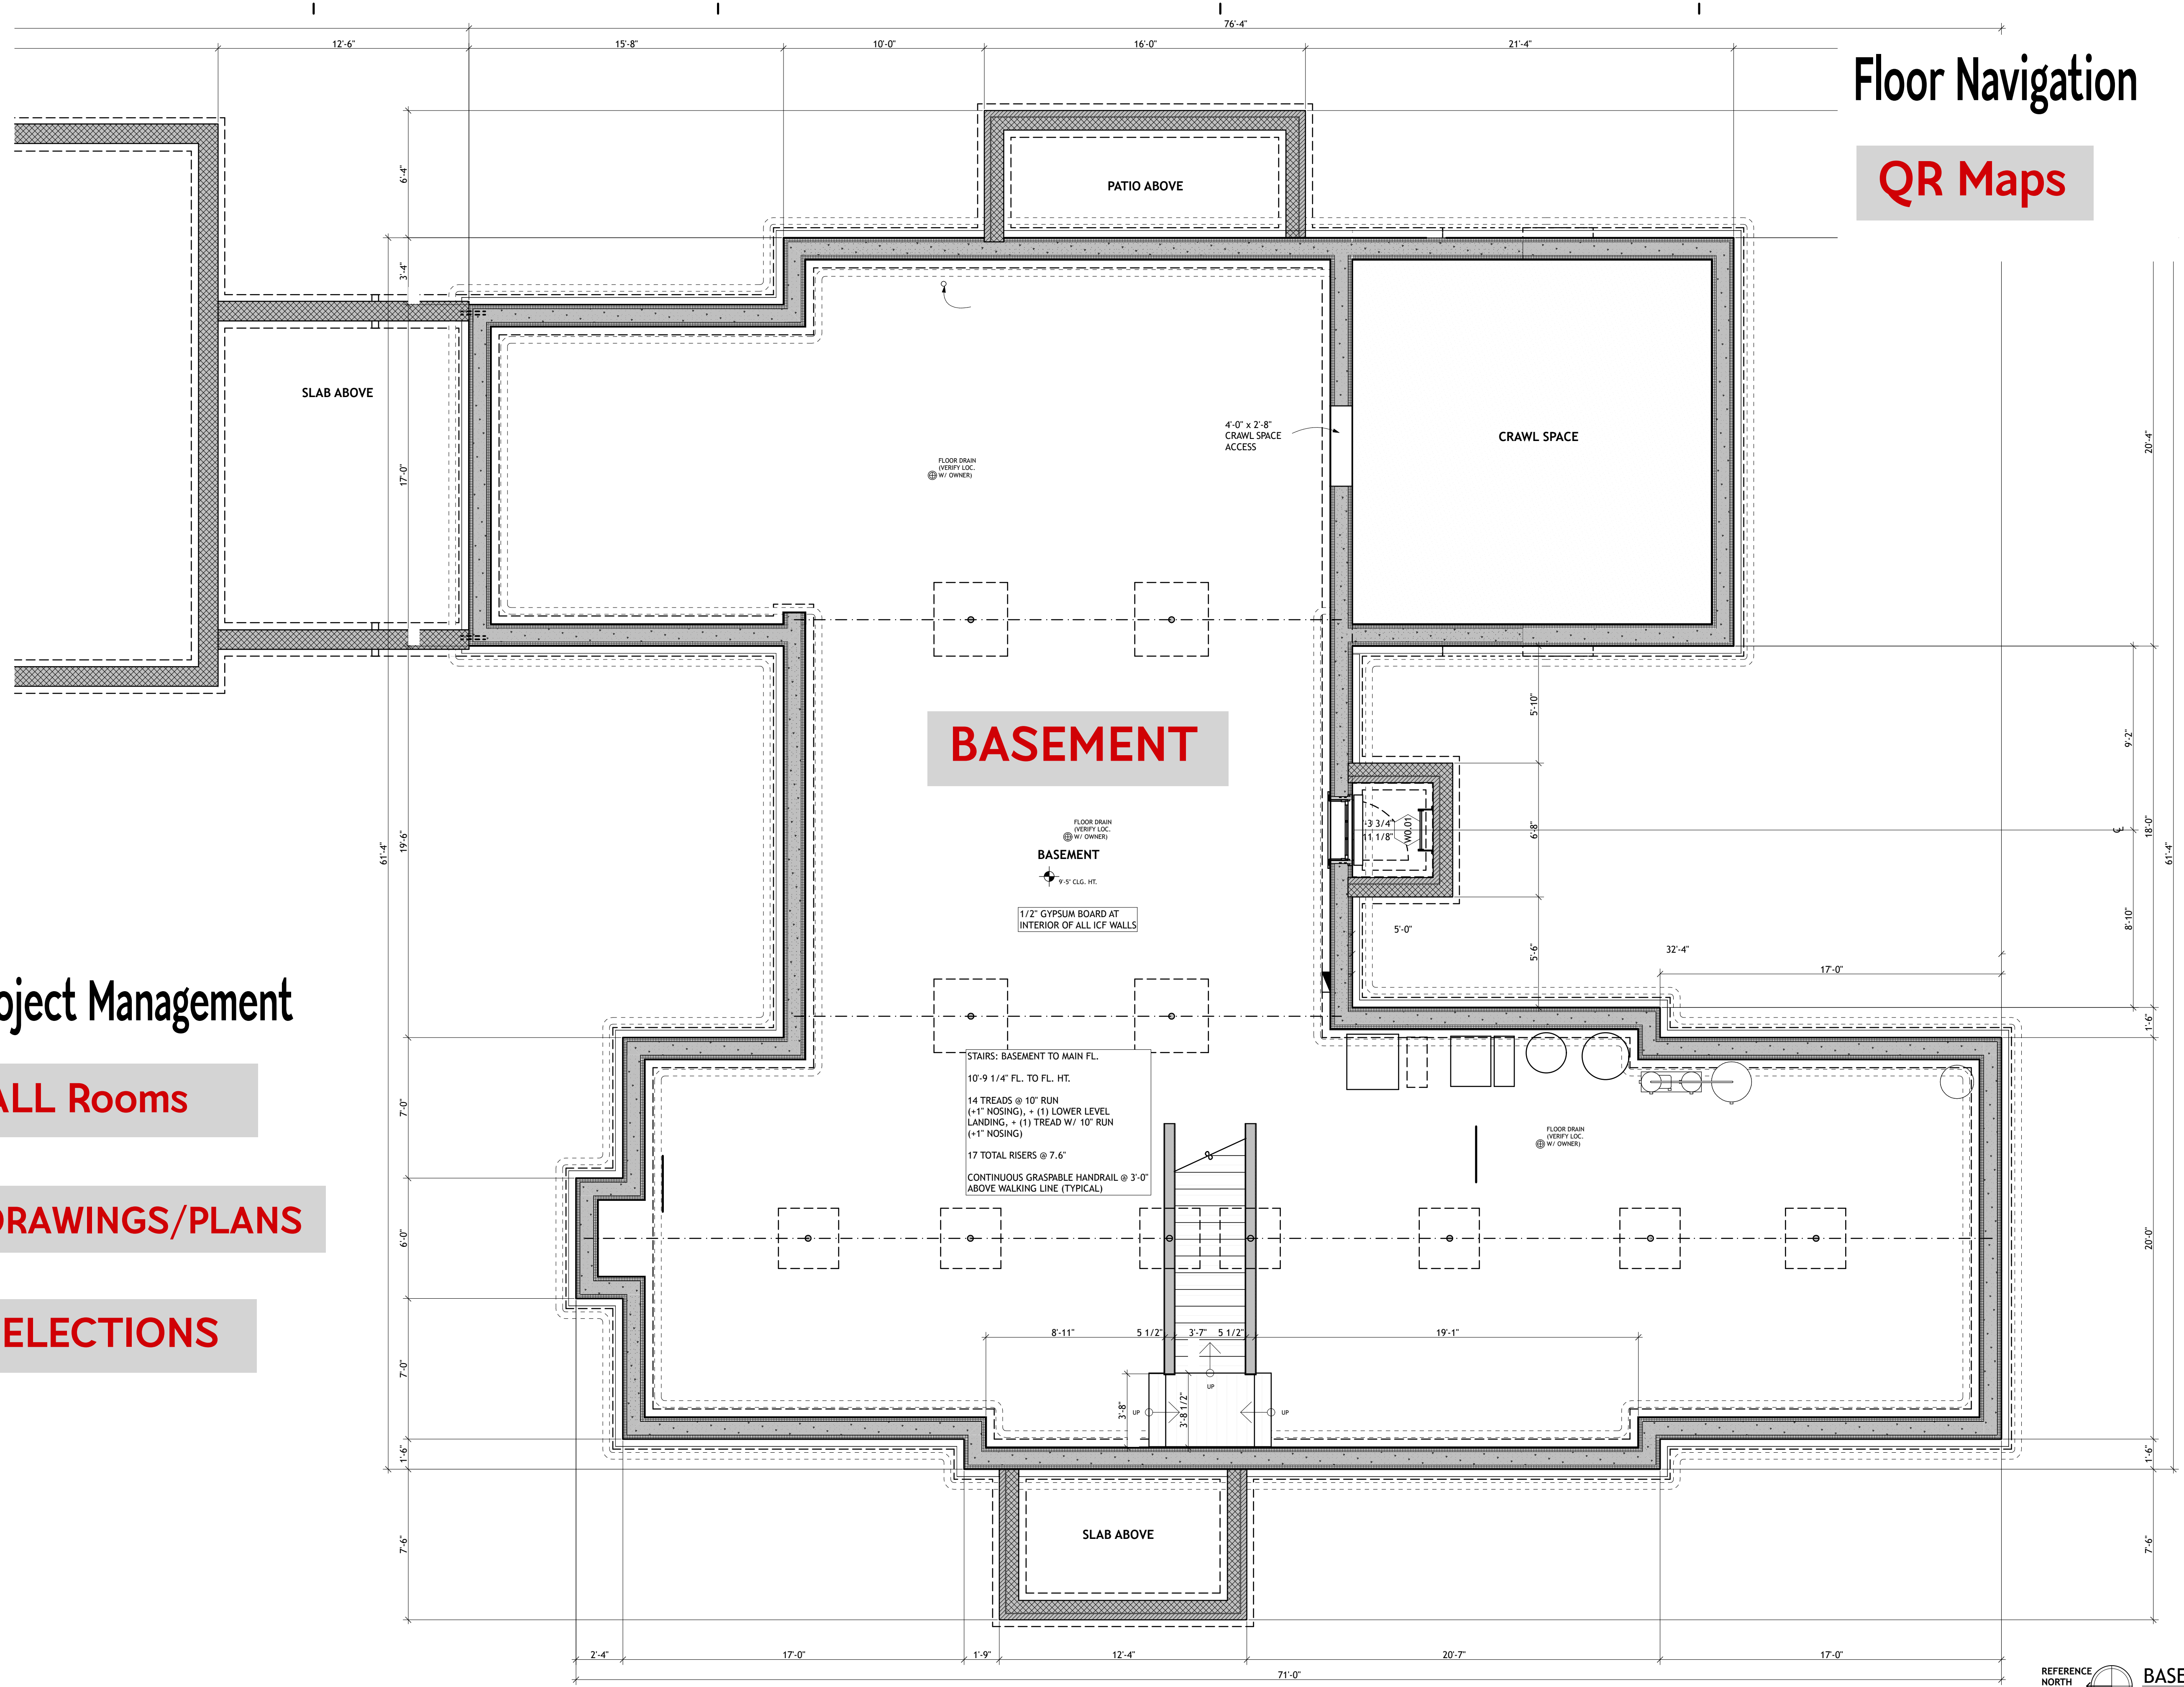 76'-4"
12'-6"
15'-8"
10'-0"
16'-0"
21'-4"
Floor Navigation
QR Maps
6'-4"
PATIO ABOVE
3'-4"
SLAB ABOVE
17'-0"
4'-0" x 2'-8"
CRAWL SPACE
ACCESS
CRAWL SPACE
20'-4"
FLOOR DRAIN
(VERIFY LOC.
W/ OWNER)
BASEMENT
5'-10"
9'-2"
61'-4"
19'-6"
FLOOR DRAIN
(VERIFY LOC.
W/ OWNER)
BASEMENT
9'-5" CLG. HT.
1/2" GYPSUM BOARD AT
INTERIOR OF ALL ICF WALLS
-3 3/4"
11 1/8"
W0.01
6'-8"
18'-0"
61'-4"
5'-0"
8'-10"
5'-6"
32'-4"
17'-0"
1'-6"
oject Management
ALL Rooms
DRAWINGS/PLANS
ELECTIONS
STAIRS: BASEMENT TO MAIN FL.
10'-9 1/4" FL. TO FL. HT.
14 TREADS @ 10" RUN
(+1" NOSING), + (1) LOWER LEVEL
LANDING, + (1) TREAD W/ 10" RUN
(+1" NOSING)
17 TOTAL RISERS @ 7.6"
CONTINUOUS GRASPABLE HANDRAIL @ 3'-0"
ABOVE WALKING LINE (TYPICAL)
FLOOR DRAIN
(VERIFY LOC.
W/ OWNER)
7'-0"
6'-0"
20'-0"
8'-11"
5 1/2"
3'-7"
5 1/2"
19'-1"
7'-0"
UP
3'-8"
UP
3'-8 1/2"
UP
1'-6"
1'-6"
SLAB ABOVE
7'-6"
7'-6"
2'-4"
17'-0"
1'-9"
12'-4"
20'-7"
17'-0"
71'-0"
REFERENCE
NORTH
BASE